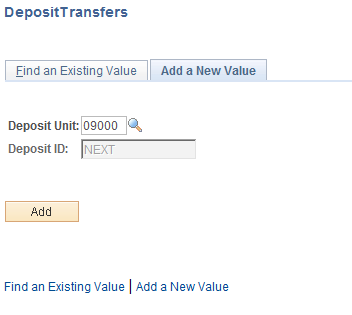 DepositTransfers
Find an Existing Value Add a New Value
Deposit Unit: 09000
Deposit ID: NEXT
Add
Find an Existing Value | Add a New Value